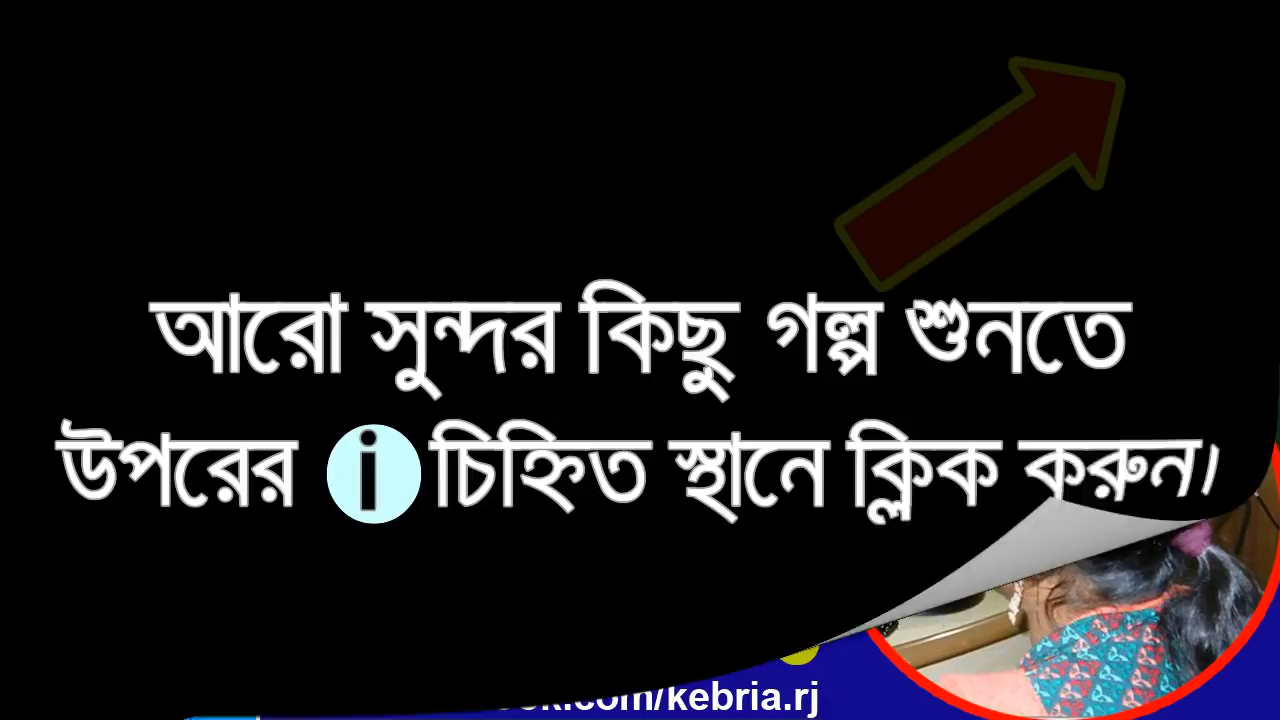 আরো সুন্দর কিছু গল্প শুনতে
উপরের i চিহ্নিত স্থানে ক্লিক করুন।
.com/kebria.rj